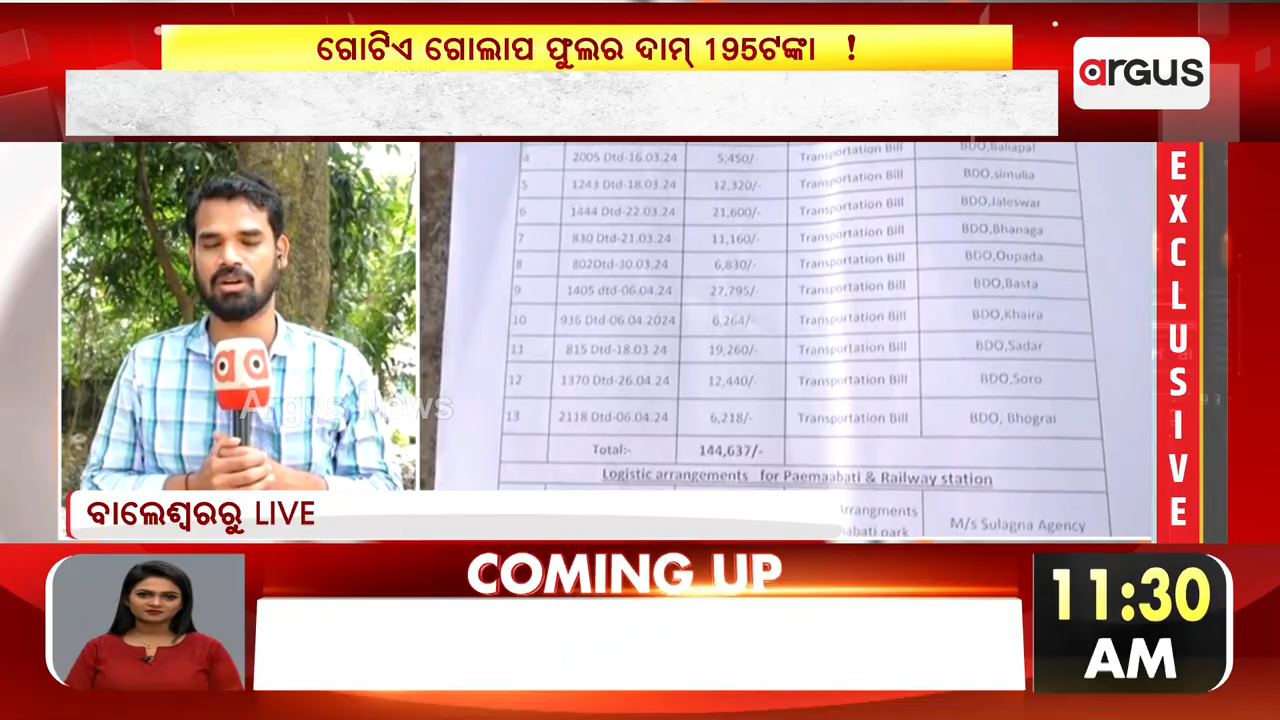 ଗୋଟିଏ ଗୋଲାପ ଫୁଲର ଦାମ୍ 195ଟଙ୍କା !
argus
EXCLUSIVE
4 2005 Dtd-16.03.24 5,450/- Transportation Bill BDO,Baliapal
5 1243 Dtd-18.03.24 12,320/- Transportation Bill BDO,simulia
6 1444 Dtd-22.03.24 21,600/- Transportation Bill BDO,Jaleswar
7 830 Dtd-21.03.24 11,160/- Transportation Bill BDO,Bhanaga
8 802Dtd-30.03.24 6,830/- Transportation Bill BDO,Oupada
9 1405 dtd-06.04.24 27,795/- Transportation Bill BDO,Basta
10 936 Dtd-06.04.2024 6,264/- Transportation Bill BDO,Khaira
11 815 Dtd-18.03.24 19,260/- Transportation Bill BDO,Sadar
12 1370 Dtd-26.04.24 12,440/- Transportation Bill BDO,Soro
13 2118 Dtd-06.04.24 6,218/- Transportation Bill BDO, Bhograi
Total:- 144,637/-
Logistic arrangements for Paemaabati & Railway station
M/s Sulagna Agency
park
Argus News
ବାଲେଶ୍ୱରରୁ LIVE
COMING UP
11:30
AM